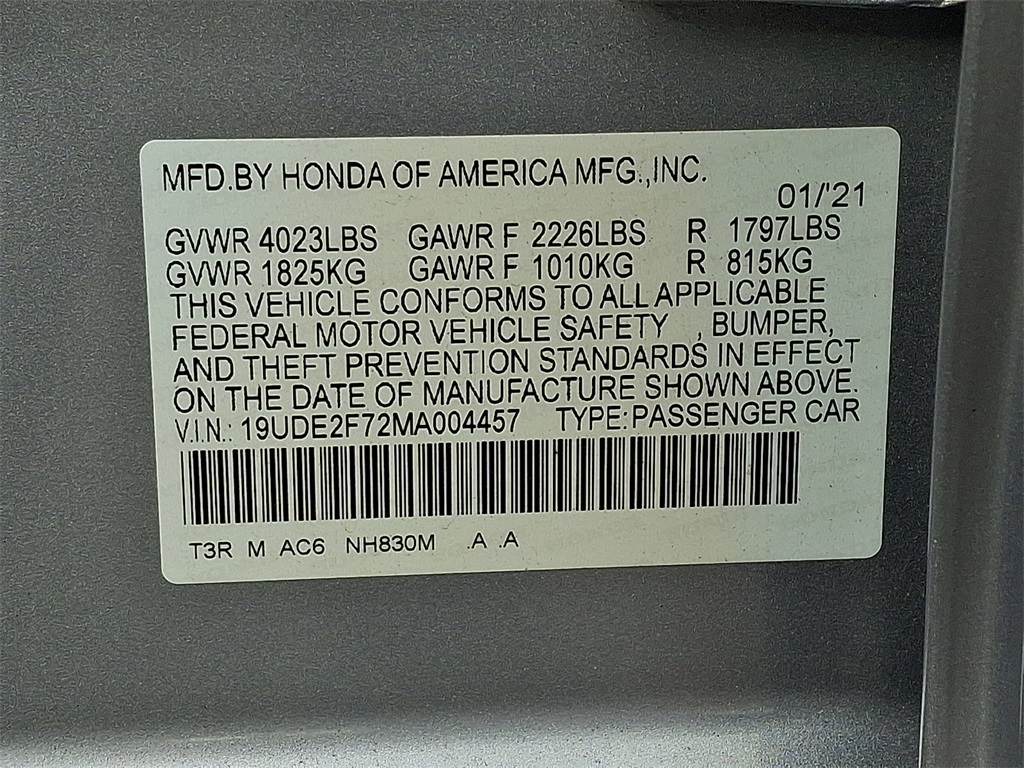 MFD.BY HONDA OF AMERICA MFG.,INC.
01/'21
GVWR 4023LBS GAWR F 2226LBS R 1797LBS
GVWR 1825KG GAWR F 1010KG R 815KG
THIS VEHICLE CONFORMS TO ALL APPLICABLE
FEDERAL MOTOR VEHICLE SAFETY , BUMPER,
AND THEFT PREVENTION STANDARDS IN EFFECT
ON THE DATE OF MANUFACTURE SHOWN ABOVE.
V.I.N.: 19UDE2F72MA004457 TYPE:PASSENGER CAR
T3R M AC6 NH830M .A .A